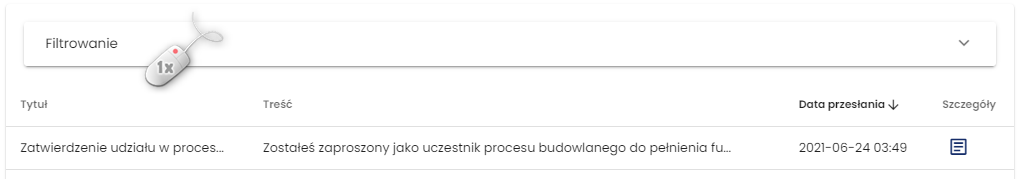 Filtrowanie
1x
Tytuł Treść Data przesłania Szczegóły
Zatwierdzenie udziału w proces... Zostałeś zaproszony jako uczestnik procesu budowlanego do pełnienia fu... 2021-06-24 03:49